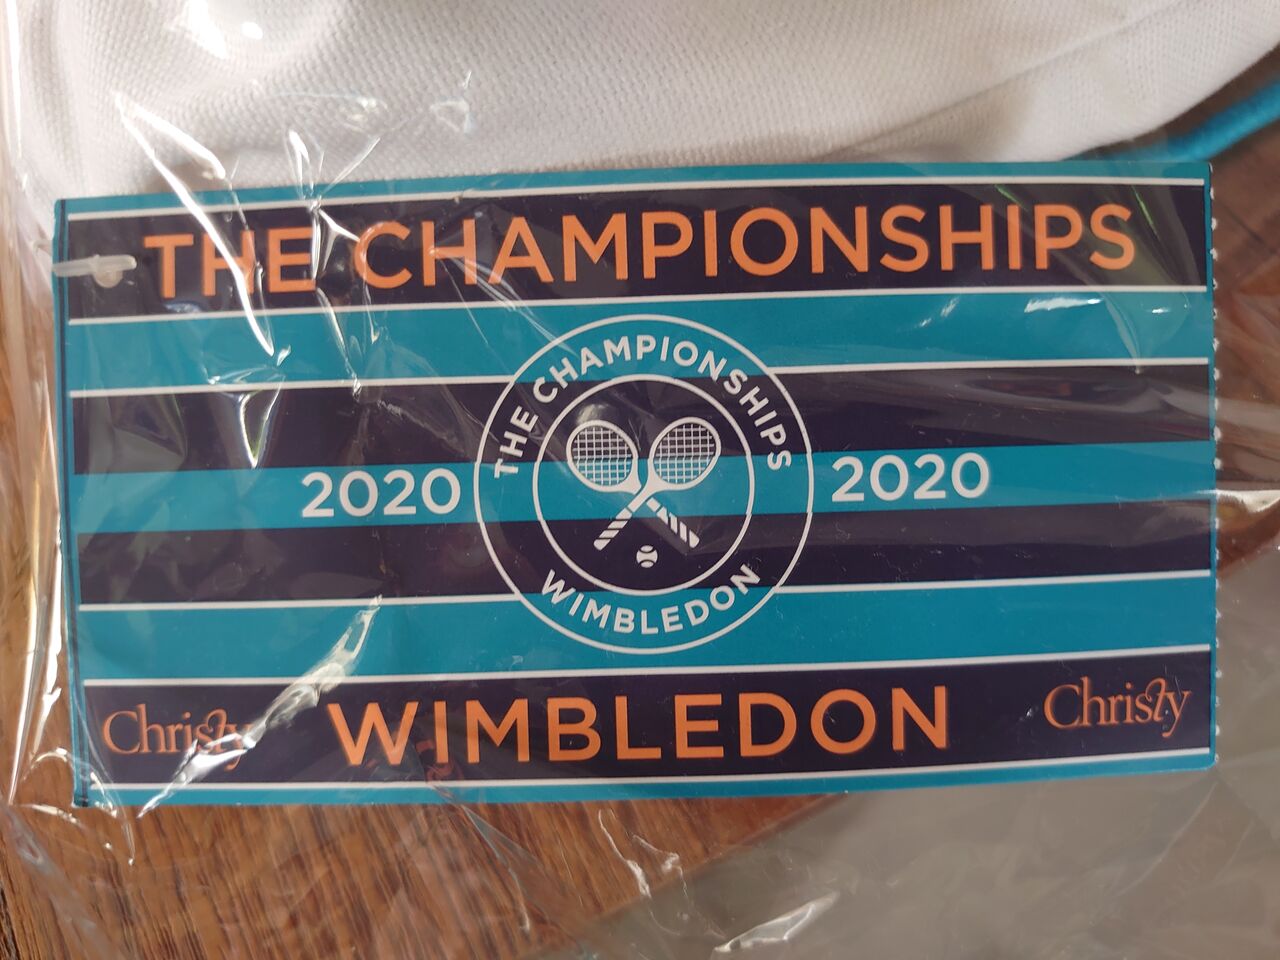 THE CHAMPIONSHIPS
THE CHAMPIONSHIPS
2020
2020
WIMBLEDON
Christy
WIMBLEDON
Christy